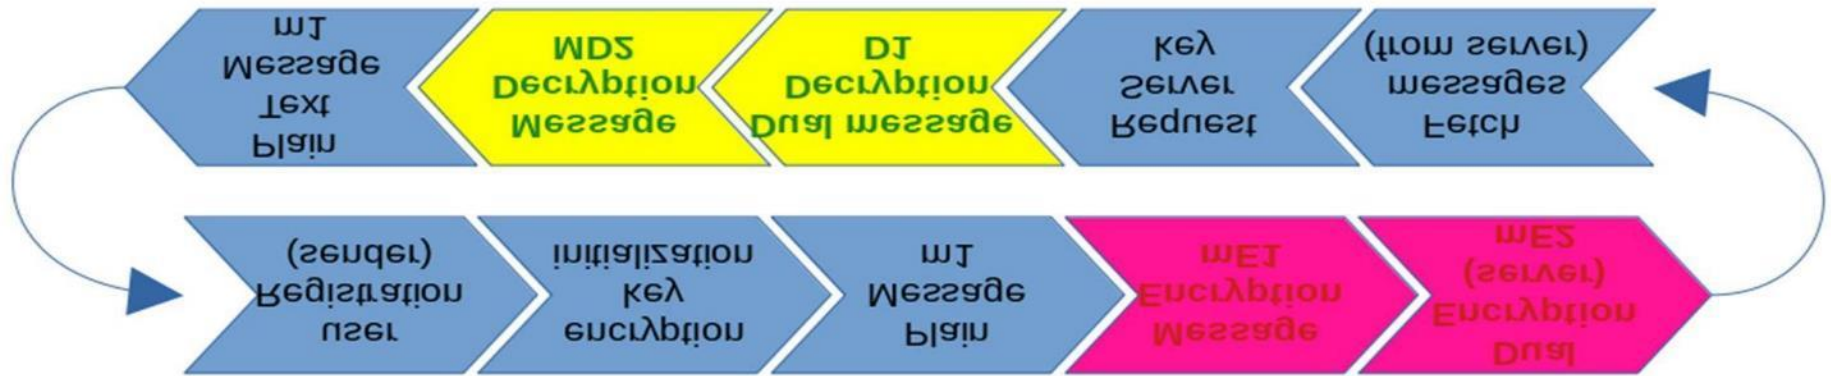 user
Registration
(sender)
encryption
key
initialization
Plain
Message
m1
Message
Encryption
mE1
Dual
Encryption
(server)
mE2
Fetch
messages
(from server)
Request
Server
key
Dual message
Decryption
D1
Message
Decryption
MD2
Plain
Text
Message
m1